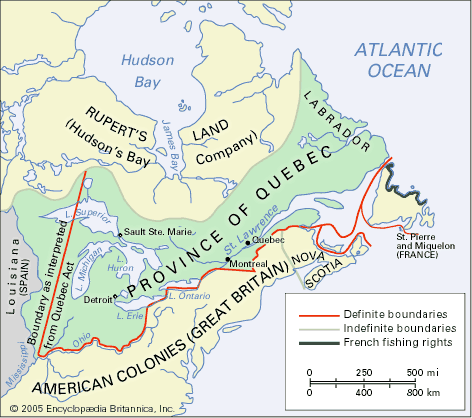 Hudson
Bay
ATLANTIC
OCEAN
RUPERT'S
(Hudson's Bay
James Bay
LAND
Company)
LABRADOR
PROVINCE OF QUEBEC
L. Superior
Sault Ste. Marie
L. Michigan
L.
Huron
St. Lawrence
Quebec
Montreal
NOVA
SCOTIA
St. Pierre
and Miquelon
(FRANCE)
Louisiana
(SPAIN)
Boundary as interpreted
from Quebec Act
Detroit
L. Ontario
L. Erie
Ohio
Mississippi
AMERICAN COLONIES (GREAT BRITAIN)
Definite boundaries
Indefinite boundaries
French fishing rights
0 250 500 mi
0 400 800 km
© 2005 Encyclopædia Britannica, Inc.